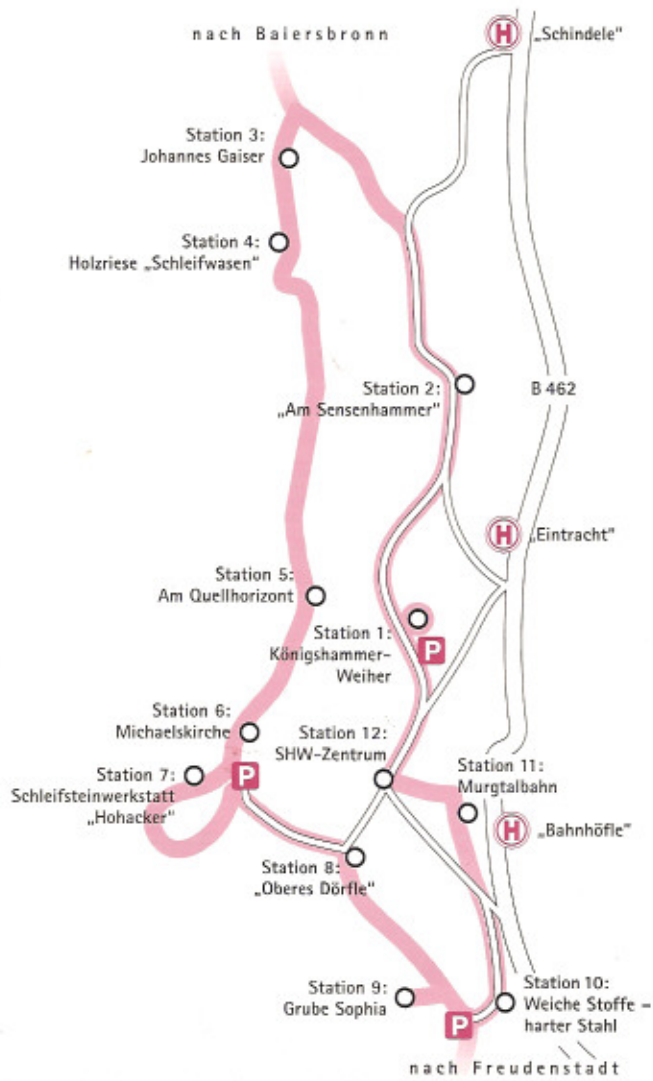 nach Baiersbronn
H „Schindele"
Station 3:
Johannes Gaiser
Station 4:
Holzriese „Schleifwasen"
Station 2:
„Am Sensenhammer"
B 462
H „Eintracht"
Station 5:
Am Quellhorizont
Station 1:
Königshammer-
Weiher
P
Station 6:
Michaelskirche
Station 12:
SHW-Zentrum
Station 7:
Schleifsteinwerkstatt
„Hohacker"
P
Station 11:
Murgtalbahn
H „Bahnhöfle"
Station 8:
„Oberes Dörfle"
Station 9:
Grube Sophia
P
Station 10:
Weiche Stoffe –
harter Stahl
nach Freudenstadt